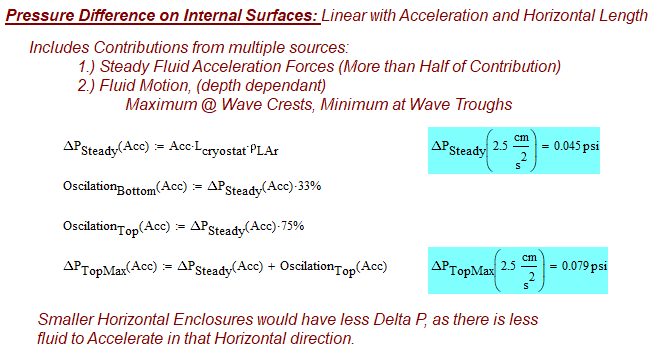 Pressure Difference on Internal Surfaces: Linear with Acceleration and Horizontal Length
Includes Contributions from multiple sources:
1.) Steady Fluid Acceleration Forces (More than Half of Contribution)
2.) Fluid Motion, (depth dependant)
Maximum @ Wave Crests, Minimum at Wave Troughs
ΔPSteady(Acc) := Acc·Lcryostat·ρLAr
ΔPSteady(2.5 cm/s2) = 0.045 psi
OscilationBottom(Acc) := ΔPSteady(Acc)·33%
OscilationTop(Acc) := ΔPSteady(Acc)·75%
ΔPTopMax(Acc) := ΔPSteady(Acc) + OscilationTop(Acc)
ΔPTopMax(2.5 cm/s2) = 0.079 psi
Smaller Horizontal Enclosures would have less Delta P, as there is less
fluid to Accelerate in that Horizontal direction.